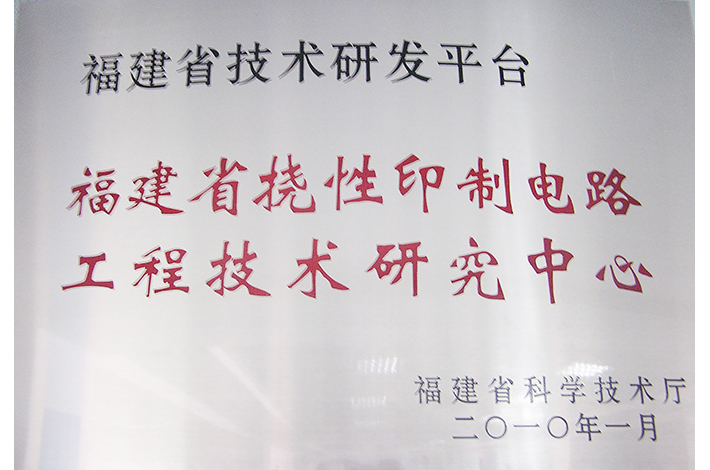 福建省技术研发平台
福建省挠性印制电路
工程技术研究中心
福建省科学技术厅
二〇一〇年一月